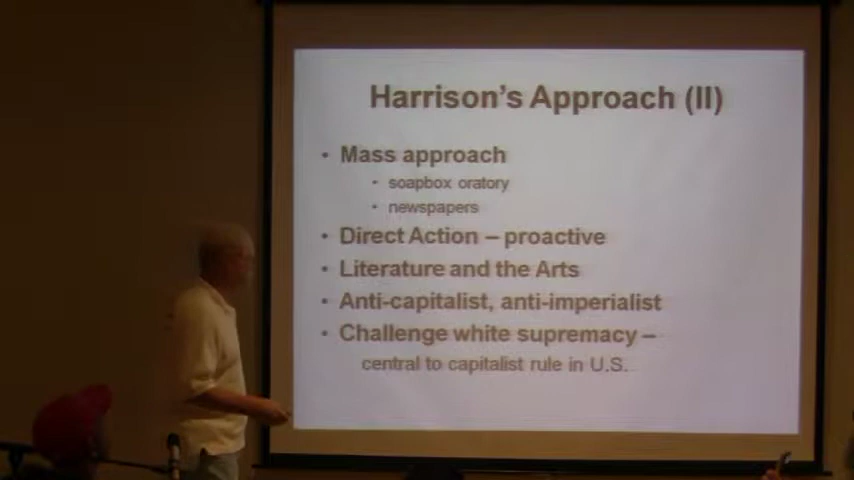 Harrison's Approach (II)
• Mass approach
• soapbox oratory
• newspapers
• Direct Action – proactive
• Literature and the Arts
• Anti-capitalist, anti-imperialist
• Challenge white supremacy –
central to capitalist rule in U.S.